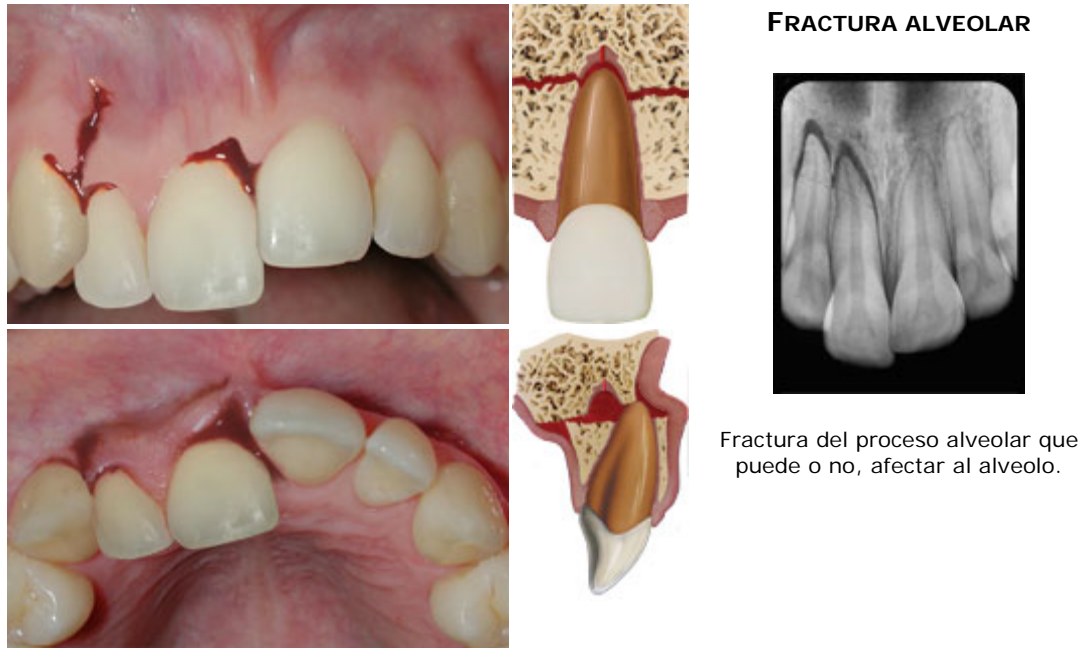 FRACTURA ALVEOLAR
Fractura del proceso alveolar que
puede o no, afectar al alveolo.